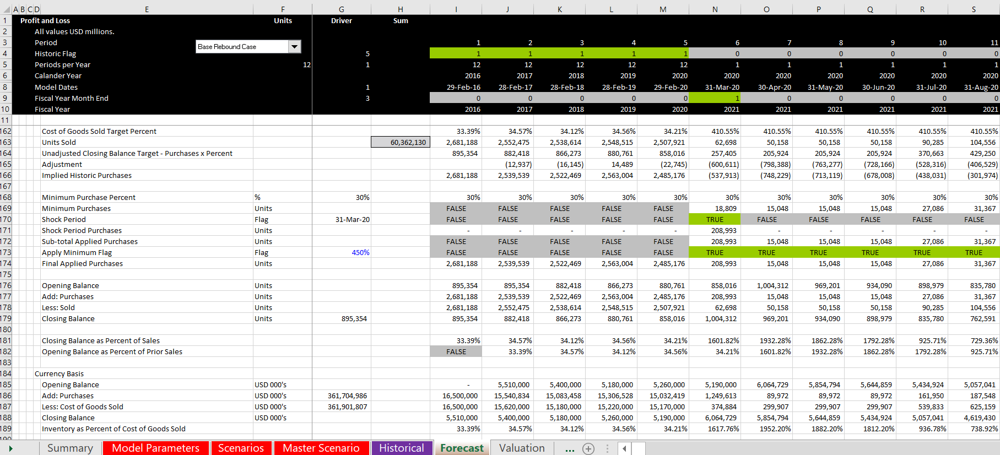 A B C D E F G H I J K L M N O P Q R S
1 Profit and Loss Units Driver Sum
2 All values USD millions.
3 Period Base Rebound Case 1 2 3 4 5 6 7 8 9 10 11
4 Historic Flag 5 1 1 1 1 1 0 0 0 0 0 0
5 Periods per Year 12 1 12 12 12 12 12 1 1 1 1 1 1
6 Calander Year 2016 2017 2018 2019 2020 2020 2020 2020 2020 2020 2020
8 Model Dates 1 29-Feb-16 28-Feb-17 28-Feb-18 28-Feb-19 29-Feb-20 31-Mar-20 30-Apr-20 31-May-20 30-Jun-20 31-Jul-20 31-Aug-20
9 Fiscal Year Month End 3 0 0 0 0 0 1 0 0 0 0 0
10 Fiscal Year 2016 2017 2018 2019 2020 2021 2021 2021 2021 2021 2021
11
162 Cost of Goods Sold Target Percent 33.39% 34.57% 34.12% 34.56% 34.21% 410.55% 410.55% 410.55% 410.55% 410.55% 410.55%
163 Units Sold 60,362,130 2,681,188 2,552,475 2,538,614 2,548,515 2,507,921 62,698 50,158 50,158 50,158 90,285 104,556
164 Unadjusted Closing Balance Target - Purchases x Percent 895,354 882,418 866,273 880,761 858,016 257,405 205,924 205,924 205,924 370,663 429,250
165 Adjustment (12,937) (16,145) 14,489 (22,745) (600,611) (798,388) (763,277) (728,166) (528,316) (406,529)
166 Implied Historic Purchases 2,681,188 2,539,539 2,522,469 2,563,004 2,485,176 (537,913) (748,229) (713,119) (678,008) (438,031) (301,974)
167
168 Minimum Purchase Percent % 30% 30% 30% 30% 30% 30% 30% 30% 30% 30% 30% 30%
169 Minimum Purchases Units FALSE FALSE FALSE FALSE FALSE 18,809 15,048 15,048 15,048 27,086 31,367
170 Shock Period Flag 31-Mar-20 FALSE FALSE FALSE FALSE FALSE TRUE FALSE FALSE FALSE FALSE FALSE
171 Shock Period Purchases Units - - - - - 208,993 - - - - -
172 Sub-total Applied Purchases Units FALSE FALSE FALSE FALSE FALSE 208,993 15,048 15,048 15,048 27,086 31,367
173 Apply Minimum Flag Flag 450% FALSE FALSE FALSE FALSE FALSE TRUE TRUE TRUE TRUE TRUE TRUE
174 Final Applied Purchases Units 2,681,188 2,539,539 2,522,469 2,563,004 2,485,176 208,993 15,048 15,048 15,048 27,086 31,367
175
176 Opening Balance Units 895,354 895,354 882,418 866,273 880,761 858,016 1,004,312 969,201 934,090 898,979 835,780
177 Add: Purchases Units 2,681,188 2,539,539 2,522,469 2,563,004 2,485,176 208,993 15,048 15,048 15,048 27,086 31,367
178 Less: Sold Units 2,681,188 2,552,475 2,538,614 2,548,515 2,507,921 62,698 50,158 50,158 50,158 90,285 104,556
179 Closing Balance Units 895,354 895,354 882,418 866,273 880,761 858,016 1,004,312 969,201 934,090 898,979 835,780 762,591
180
181 Closing Balance as Percent of Sales 33.39% 34.57% 34.12% 34.56% 34.21% 1601.82% 1932.28% 1862.28% 1792.28% 925.71% 729.36%
182 Opening Balance as Percent of Prior Sales FALSE 33.39% 34.57% 34.12% 34.56% 34.21% 1601.82% 1932.28% 1862.28% 1792.28% 925.71%
183
184 Currency Basis
185 Opening Balance USD 000's - 5,510,000 5,400,000 5,180,000 5,260,000 5,190,000 6,064,729 5,854,794 5,644,859 5,434,924 5,057,041
186 Add: Purchases USD 000's 361,704,986 16,500,000 15,540,834 15,083,458 15,306,528 15,032,419 1,249,613 89,972 89,972 89,972 161,950 187,548
187 Less: Cost of Goods Sold USD 000's 361,901,807 16,500,000 15,620,000 15,180,000 15,220,000 15,170,000 374,884 299,907 299,907 299,907 539,833 625,159
188 Closing Balance USD 000's 5,510,000 5,400,000 5,180,000 5,260,000 5,190,000 6,064,729 5,854,794 5,644,859 5,434,924 5,057,041 4,619,430
189 Inventory as Percent of Cost of Goods Sold 33.39% 34.57% 34.12% 34.56% 34.21% 1617.76% 1952.20% 1882.20% 1812.20% 936.78% 738.92%
Summary Model Parameters Scenarios Master Scenario Historical Forecast Valuation ...